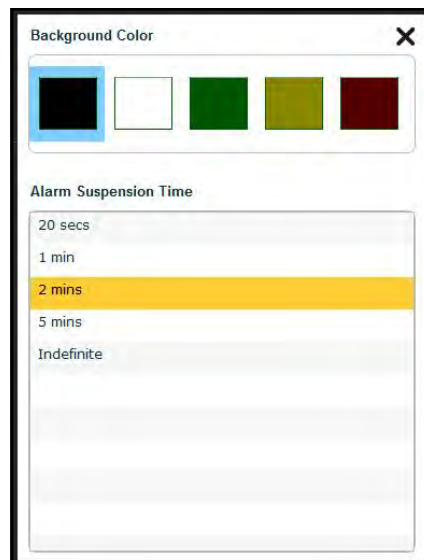 Background Color
Alarm Suspension Time
20 secs
1 min
2 mins
5 mins
Indefinite